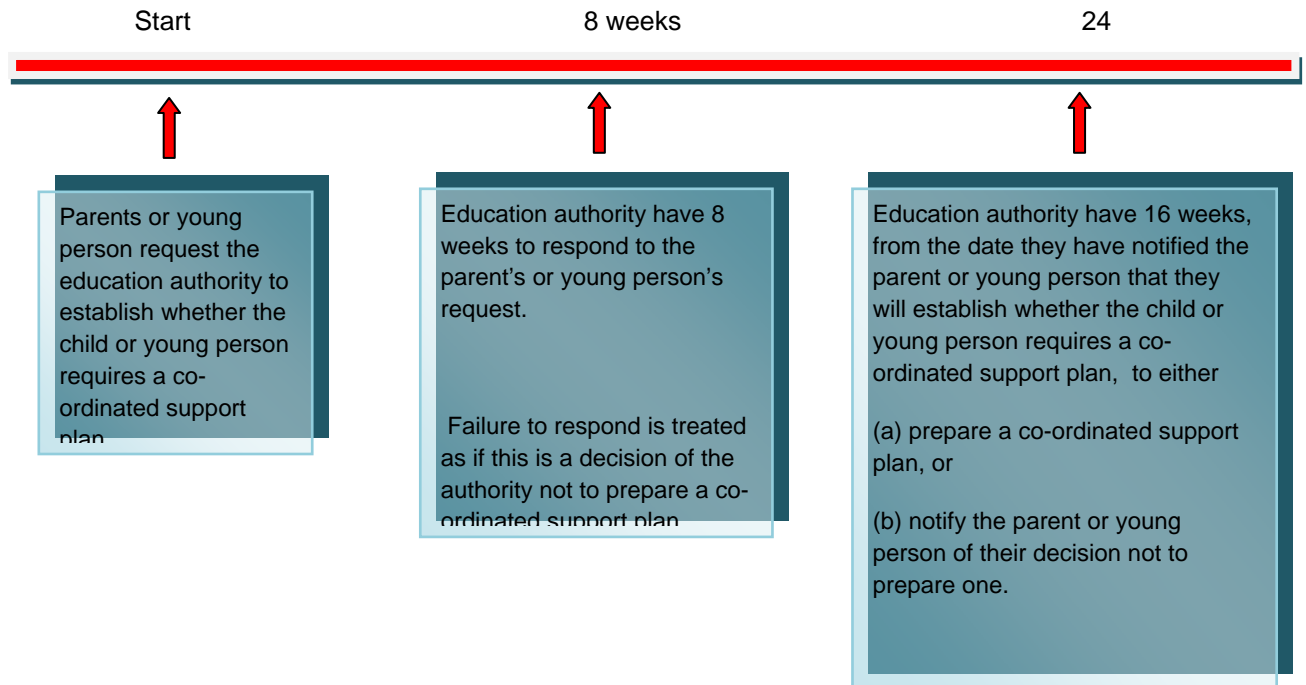 Start
8 weeks
24
Parents or young
person request the
education authority to
establish whether the
child or young person
requires a co-
ordinated support
plan
Education authority have 8
weeks to respond to the
parent’s or young person’s
request.
Failure to respond is treated
as if this is a decision of the
authority not to prepare a co-
ordinated support plan
Education authority have 16 weeks,
from the date they have notified the
parent or young person that they
will establish whether the child or
young person requires a co-
ordinated support plan,  to either
(a) prepare a co-ordinated support
plan, or
(b) notify the parent or young
person of their decision not to
prepare one.